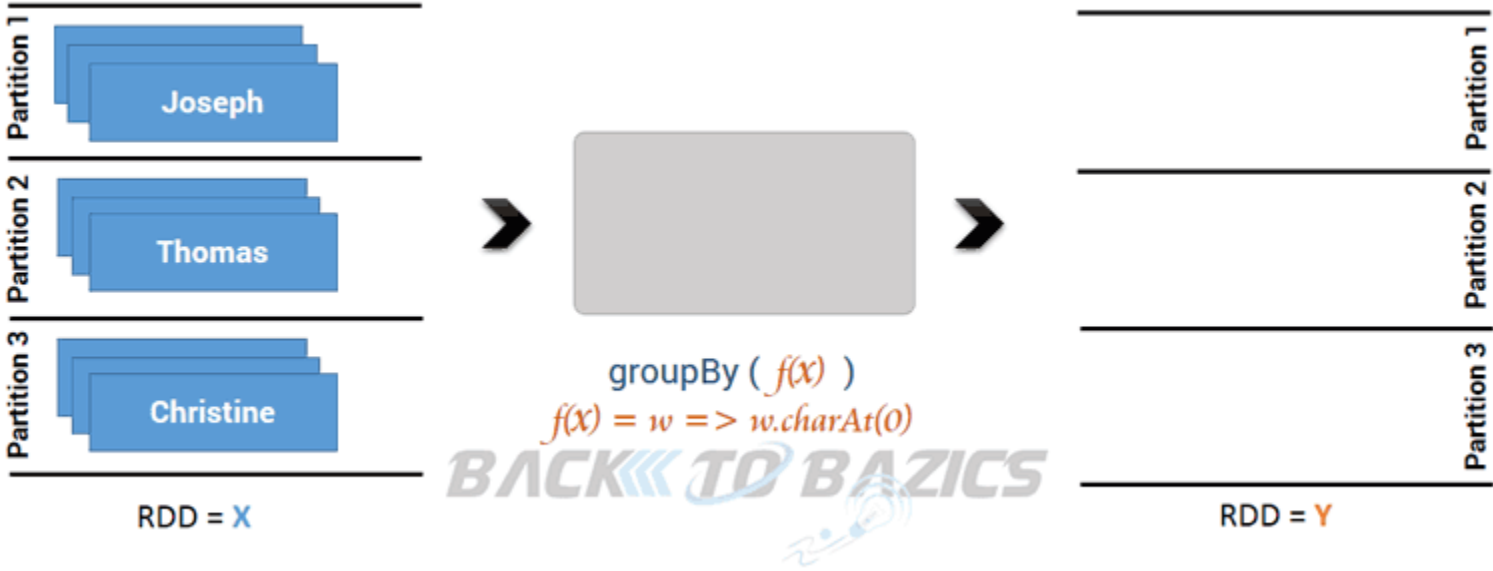 Partition 1
Joseph
Partition 2
Thomas
Partition 3
Christine
RDD = X
groupBy ( f(x) )
f(x) = w = > w.charAt(0)
BACK TO BAZICS
Partition 1
Partition 2
Partition 3
RDD = Y